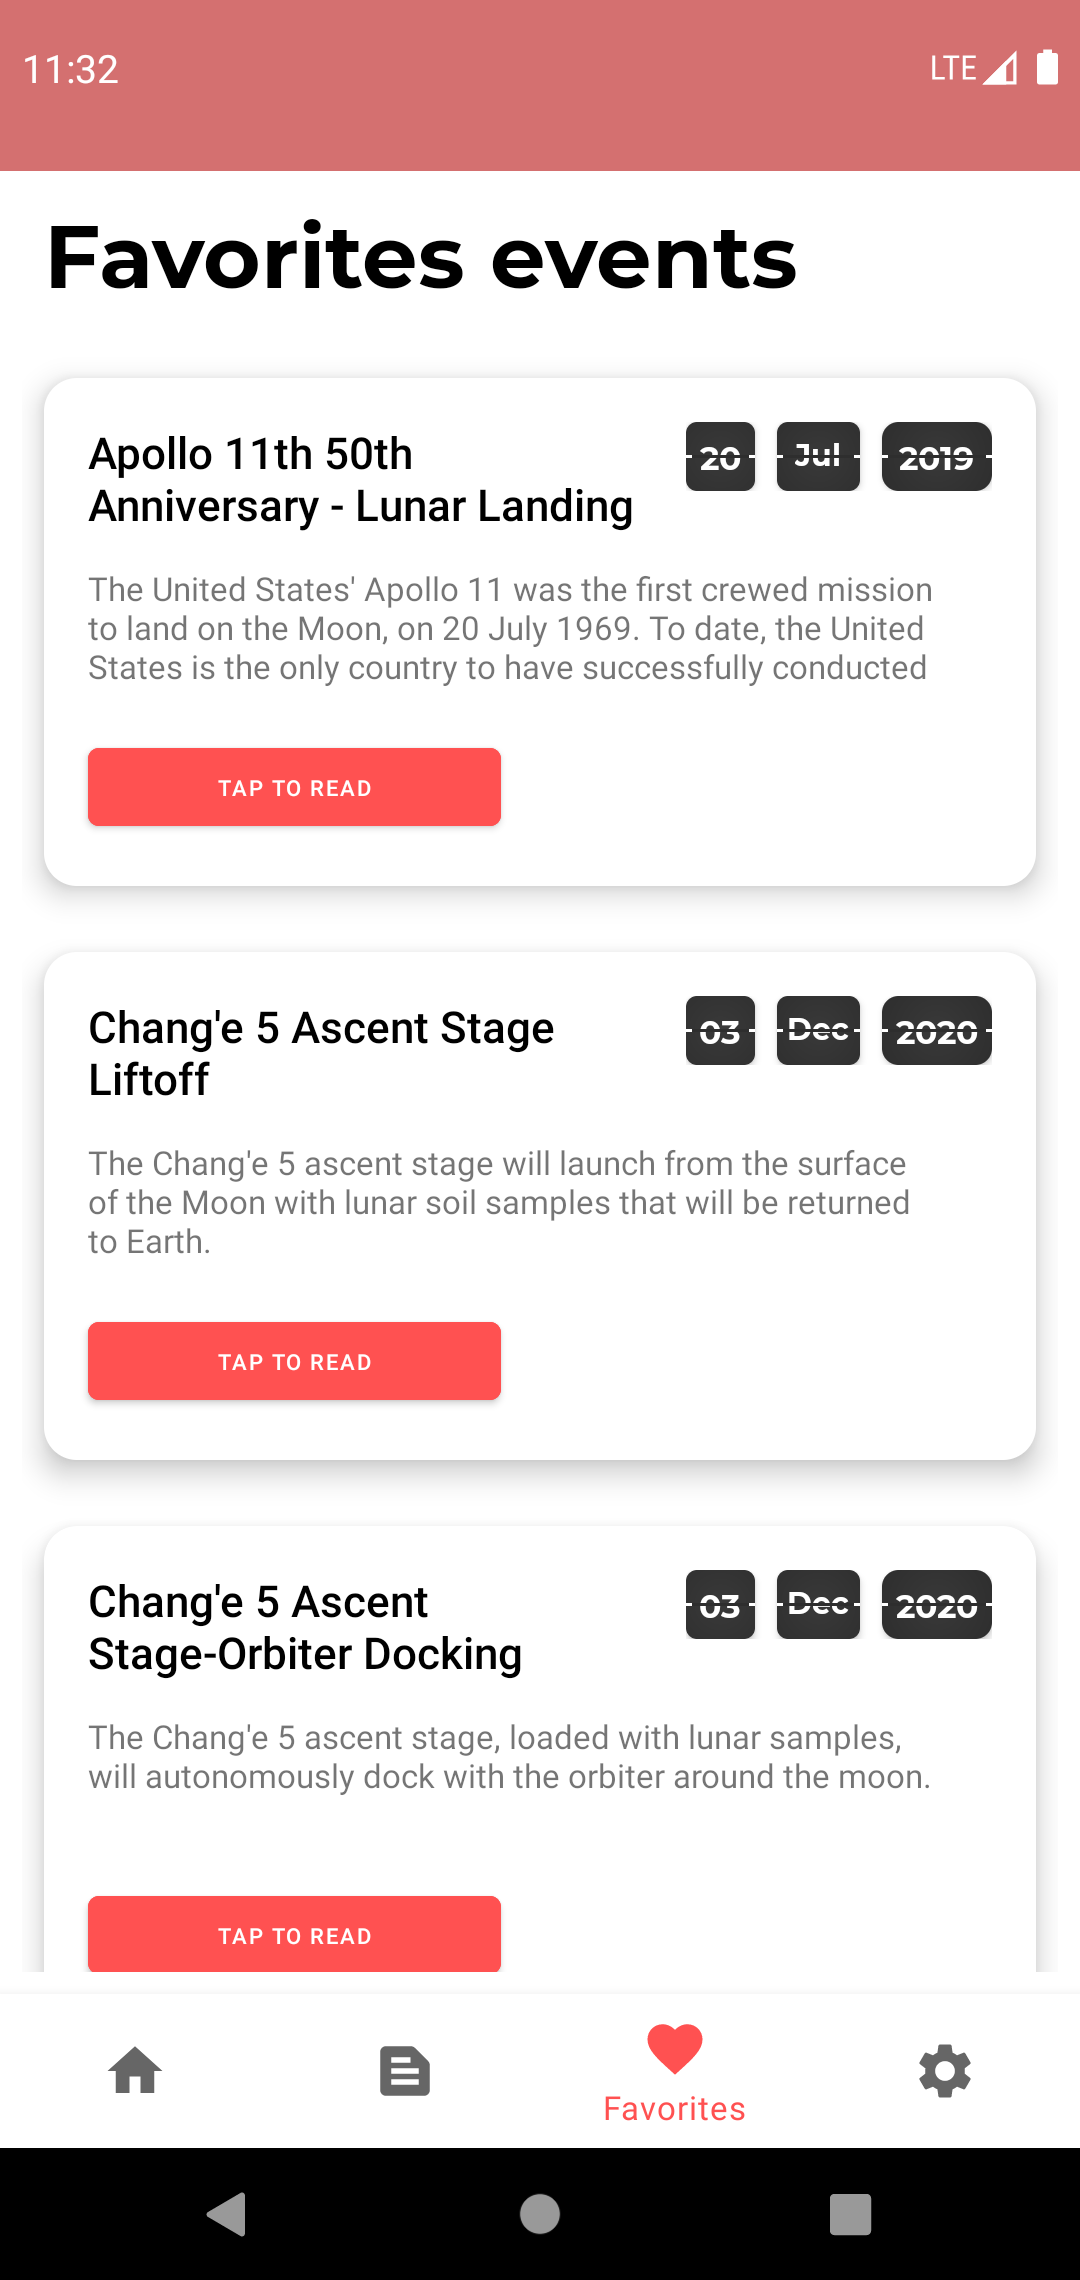 11:32
LTE
Favorites events
Apollo 11th 50th
Anniversary - Lunar Landing
20 Jul 2019
The United States' Apollo 11 was the first crewed mission
to land on the Moon, on 20 July 1969. To date, the United
States is the only country to have successfully conducted
TAP TO READ
Chang'e 5 Ascent Stage
Liftoff
03 Dec 2020
The Chang'e 5 ascent stage will launch from the surface
of the Moon with lunar soil samples that will be returned
to Earth.
TAP TO READ
Chang'e 5 Ascent
Stage-Orbiter Docking
03 Dec 2020
The Chang'e 5 ascent stage, loaded with lunar samples,
will autonomously dock with the orbiter around the moon.
TAP TO READ
Favorites